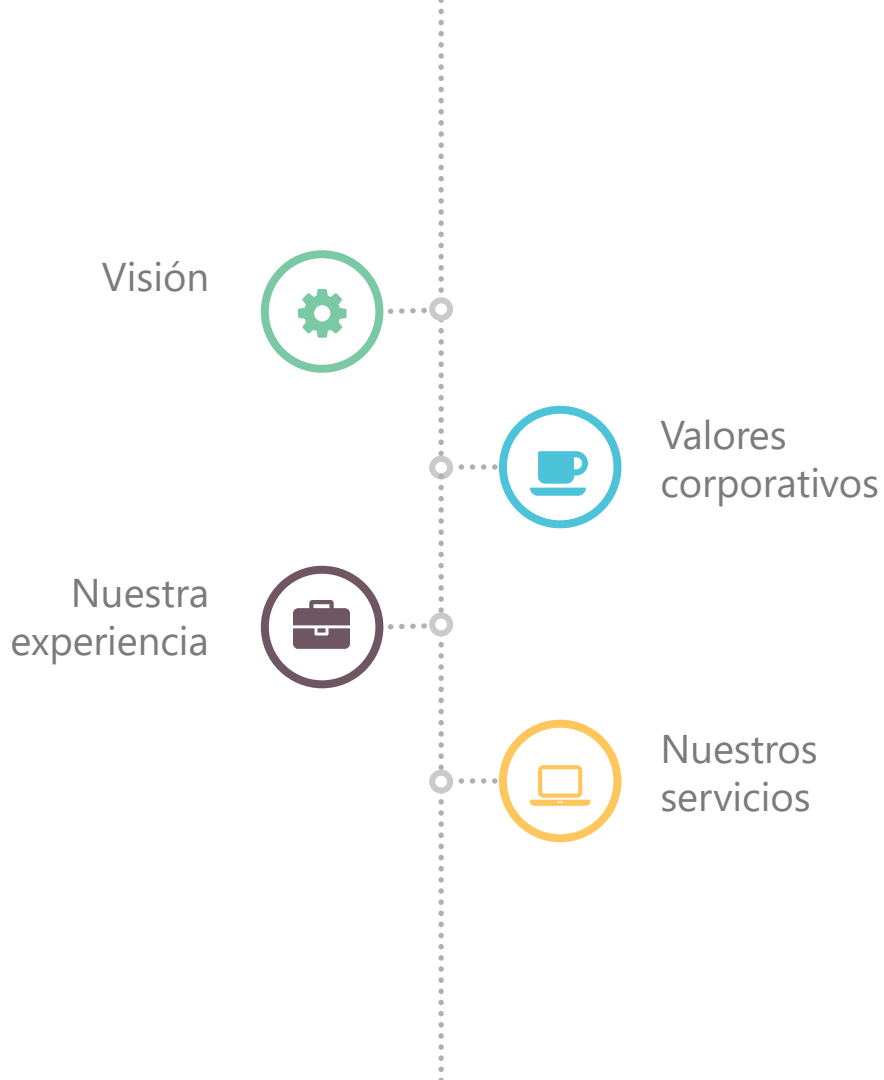 Visión
Valores
corporativos
Nuestra
experiencia
Nuestros
servicios